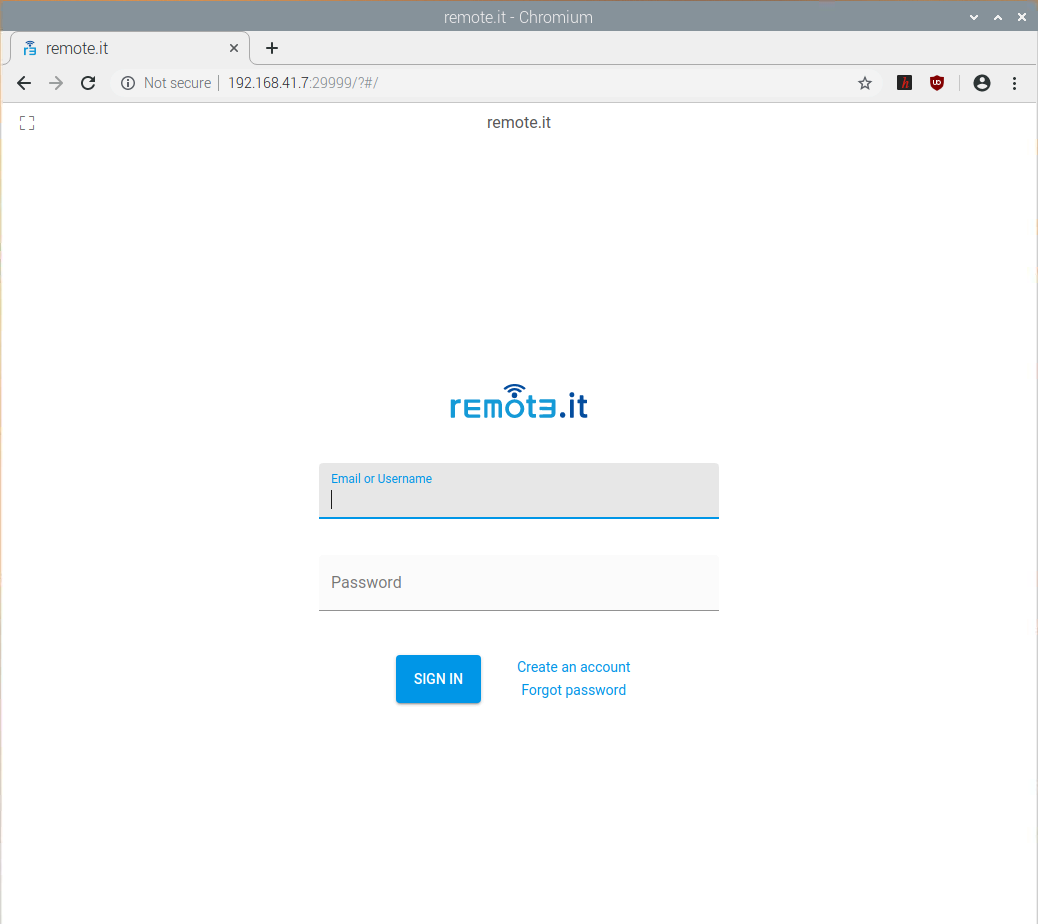 remote.it - Chromium
remote.it
Not secure 192.168.41.7:29999/?#/
remote.it
remote.it
Email or Username
Password
SIGN IN
Create an account
Forgot password